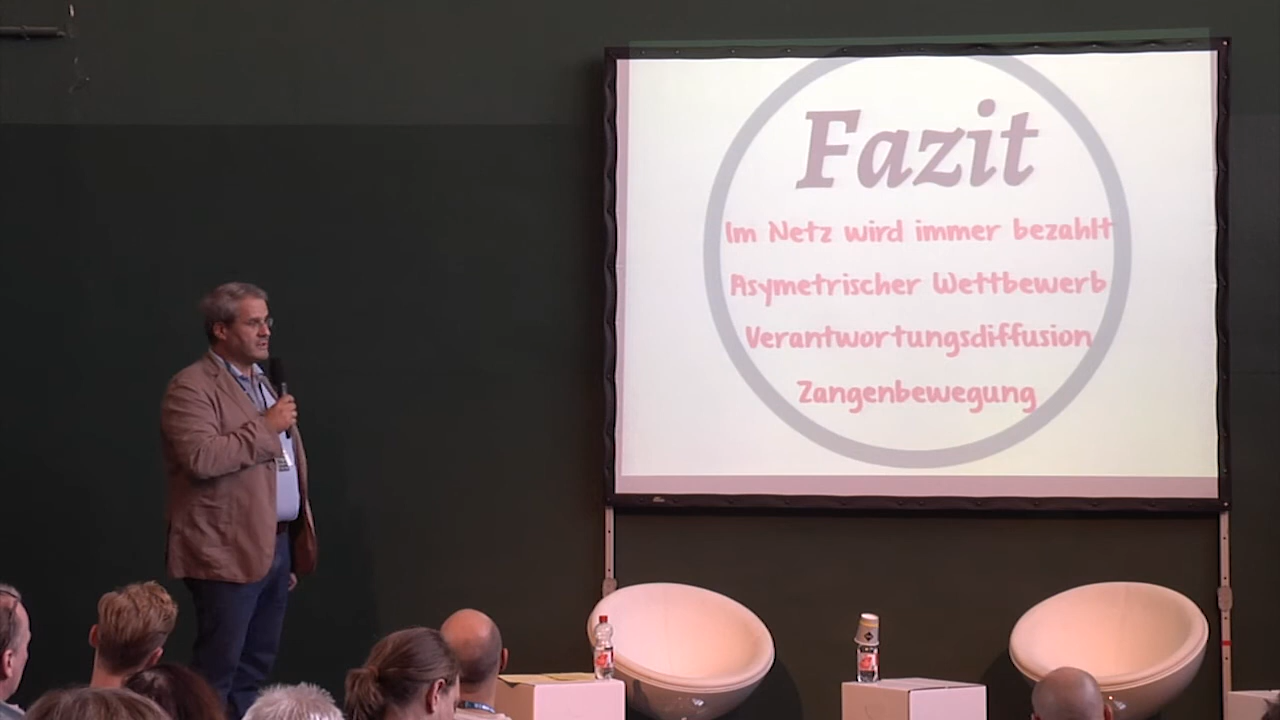 Fazit
Im Netz wird immer bezahlt
Asymetrischer Wettbewerb
Verantwortungsdiffusion
Zangenbewegung